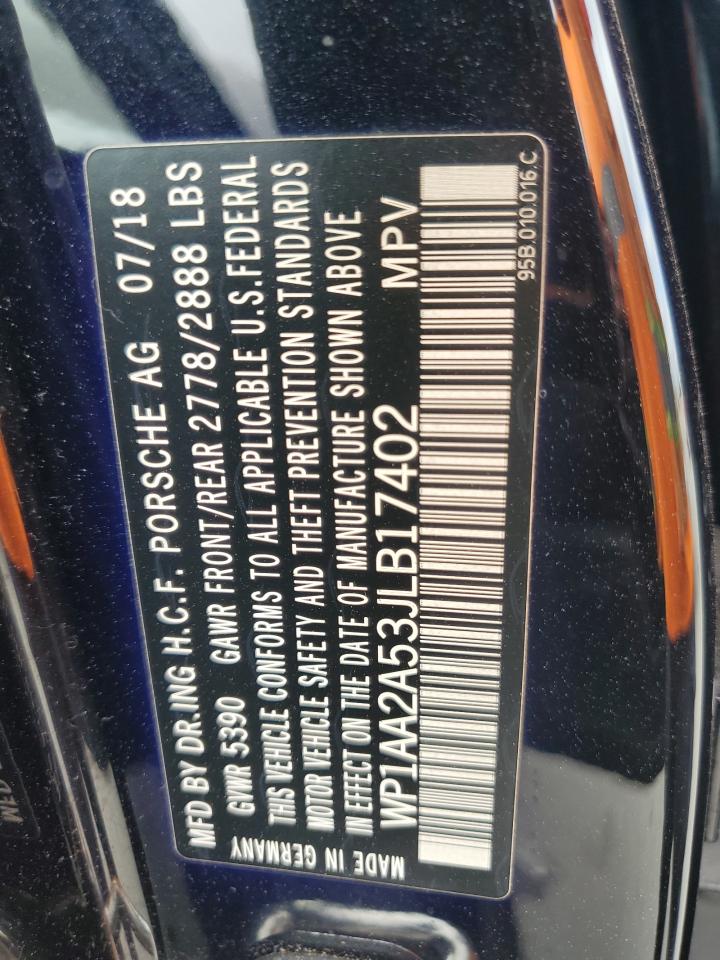 MFD BY DR.ING H.C.F. PORSCHE AG 07/18
GVWR 5390 GAWR FRONT/REAR 2778/2888 LBS
THIS VEHICLE CONFORMS TO ALL APPLICABLE U.S.FEDERAL
MOTOR VEHICLE SAFETY AND THEFT PREVENTION STANDARDS
IN EFFECT ON THE DATE OF MANUFACTURE SHOWN ABOVE
WP1AA2A53JLB17402 MPV
MADE IN GERMANY
95B.010.016.C